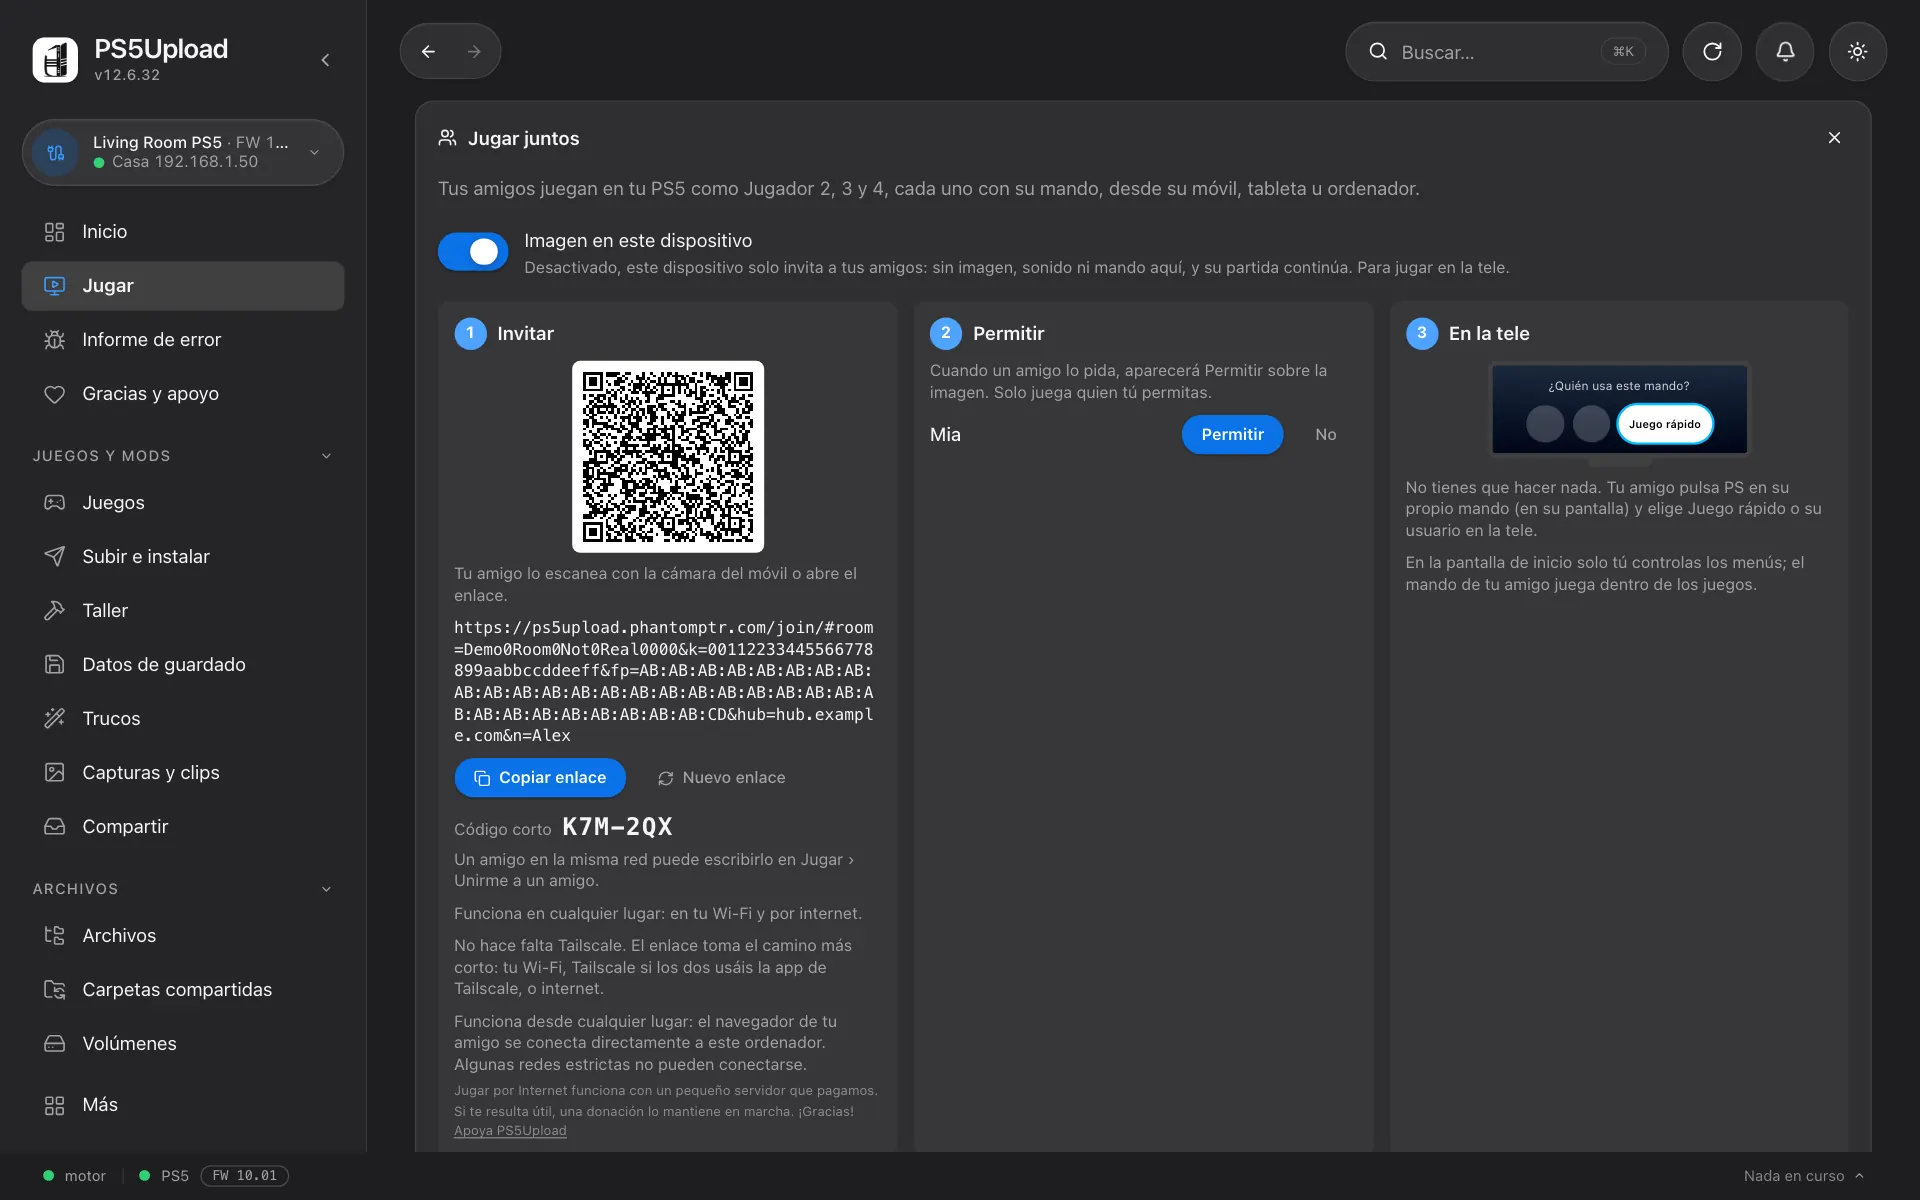 PS5Upload
v12.6.32
Living Room PS5 · FW 1...
Casa 192.168.1.50
Inicio
Jugar
Informe de error
Gracias y apoyo
JUEGOS Y MODS
Juegos
Subir e instalar
Taller
Datos de guardado
Trucos
Capturas y clips
Compartir
ARCHIVOS
Archivos
Carpetas compartidas
Volúmenes
Más
Buscar...
⌘K
Jugar juntos
Tus amigos juegan en tu PS5 como Jugador 2, 3 y 4, cada uno con su mando, desde su móvil, tableta u ordenador.
Imagen en este dispositivo
Desactivado, este dispositivo solo invita a tus amigos: sin imagen, sonido ni mando aquí, y su partida continúa. Para jugar en la tele.
1 Invitar
Tu amigo lo escanea con la cámara del móvil o abre el
enlace.
https://ps5upload.phantomptr.com/join/#room
=Demo0Room0Not0Real0000&k=00112233445566778
899aabbccddeeff&fp=AB:AB:AB:AB:AB:AB:AB:AB:
AB:AB:AB:AB:AB:AB:AB:AB:AB:AB:AB:AB:AB:AB:A
B:AB:AB:AB:AB:AB:AB:AB:AB:CD&hub=hub.exampl
e.com&n=Alex
Copiar enlace
Nuevo enlace
Código corto K7M-2QX
Un amigo en la misma red puede escribirlo en Jugar ›
Unirme a un amigo.
Funciona en cualquier lugar: en tu Wi-Fi y por internet.
No hace falta Tailscale. El enlace toma el camino más
corto: tu Wi-Fi, Tailscale si los dos usáis la app de
Tailscale, o internet.
Funciona desde cualquier lugar: el navegador de tu
amigo se conecta directamente a este ordenador.
Algunas redes estrictas no pueden conectarse.
Jugar por Internet funciona con un pequeño servidor que pagamos.
Si te resulta útil, una donación lo mantiene en marcha. ¡Gracias!
Apoya PS5Upload
2 Permitir
Cuando un amigo lo pida, aparecerá Permitir sobre la
imagen. Solo juega quien tú permitas.
Mia
Permitir
No
3 En la tele
¿Quién usa este mando?
Juego rápido
No tienes que hacer nada. Tu amigo pulsa PS en su
propio mando (en su pantalla) y elige Juego rápido o su
usuario en la tele.
En la pantalla de inicio solo tú controlas los menús; el
mando de tu amigo juega dentro de los juegos.
motor
PS5
FW 10.01
Nada en curso